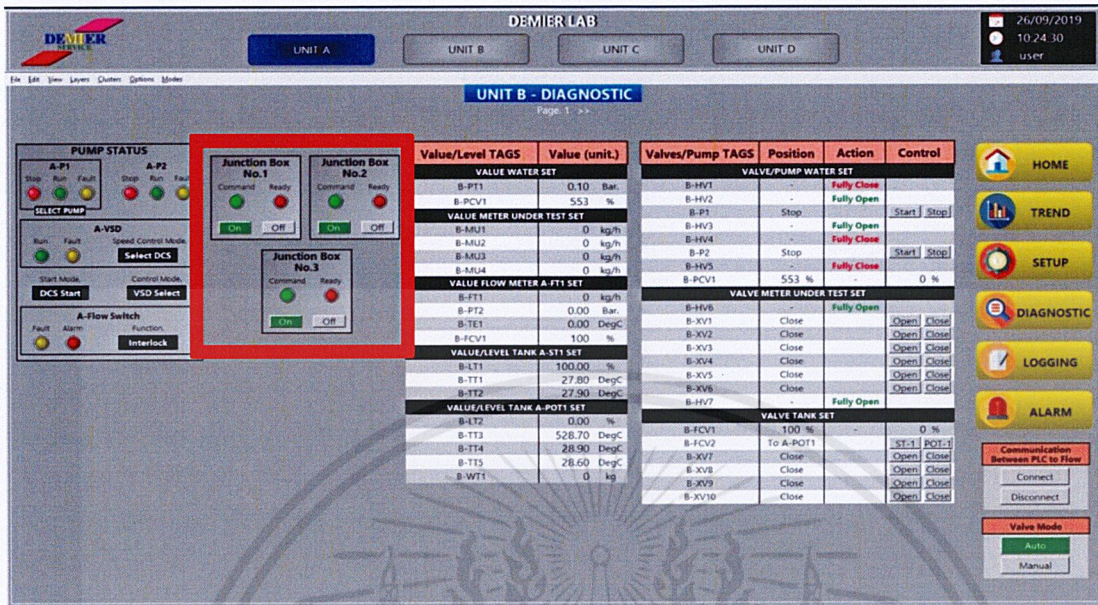 DEMIER LAB
DEMIER
SERVICE
UNIT A
UNIT B
UNIT C
UNIT D
26/09/2019
10:24:30
user
File Edit View Layers Clusters Options Modes
UNIT B - DIAGNOSTIC
Page. 1 >>
PUMP STATUS
A-P1
A-P2
Stop Run Fault
Stop Run Fault
SELECT PUMP
A-VSD
Run Fault Speed Control Mode.
Select DCS
Start Mode. Control Mode.
DCS Start VSD Select
A-Flow Switch
Fault Alarm Function.
Interlock
Junction Box
No.1
Command Ready
On Off
Junction Box
No.2
Command Ready
On Off
Junction Box
No.3
Command Ready
On Off
Value/Level TAGS Value (unit.)
VALUE WATER SET
B-PT1 0.10 Bar.
B-PCV1 553 %
VALUE METER UNDER TEST SET
B-MU1 0 kg/h
B-MU2 0 kg/h
B-MU3 0 kg/h
B-MU4 0 kg/h
VALUE FLOW METER A-FT1 SET
B-FT1 0 kg/h
B-PT2 0.00 Bar.
B-TE1 0.00 DegC
B-FCV1 100 %
VALUE/LEVEL TANK A-ST1 SET
B-LT1 100.00 %
B-TT1 27.80 DegC
B-TT2 27.90 DegC
VALUE/LEVEL TANK A-POT1 SET
B-LT2 0.00 %
B-TT3 528.70 DegC
B-TT4 28.90 DegC
B-TT5 28.60 DegC
B-WT1 0 kg
Valves/Pump TAGS Position Action Control
VALVE/PUMP WATER SET
B-HV1 - Fully Close
B-HV2 - Fully Open
B-P1 Stop Start Stop
B-HV3 - Fully Open
B-HV4 - Fully Close
B-P2 Stop Start Stop
B-HV5 - Fully Close
B-PCV1 553 % - 0 %
VALVE METER UNDER TEST SET
B-HV6 - Fully Open
B-XV1 Close Open Close
B-XV2 Close Open Close
B-XV3 Close Open Close
B-XV4 Close Open Close
B-XV5 Close Open Close
B-XV6 Close Open Close
B-HV7 - Fully Open
VALVE TANK SET
B-FCV1 100 % - 0 %
B-FCV2 To A-POT1 ST-1 POT-1
B-XV7 Close Open Close
B-XV8 Close Open Close
B-XV9 Close Open Close
B-XV10 Close Open Close
HOME
TREND
SETUP
DIAGNOSTIC
LOGGING
ALARM
Communication
Between PLC to Flow
Connect
Disconnect
Valve Mode
Auto
Manual